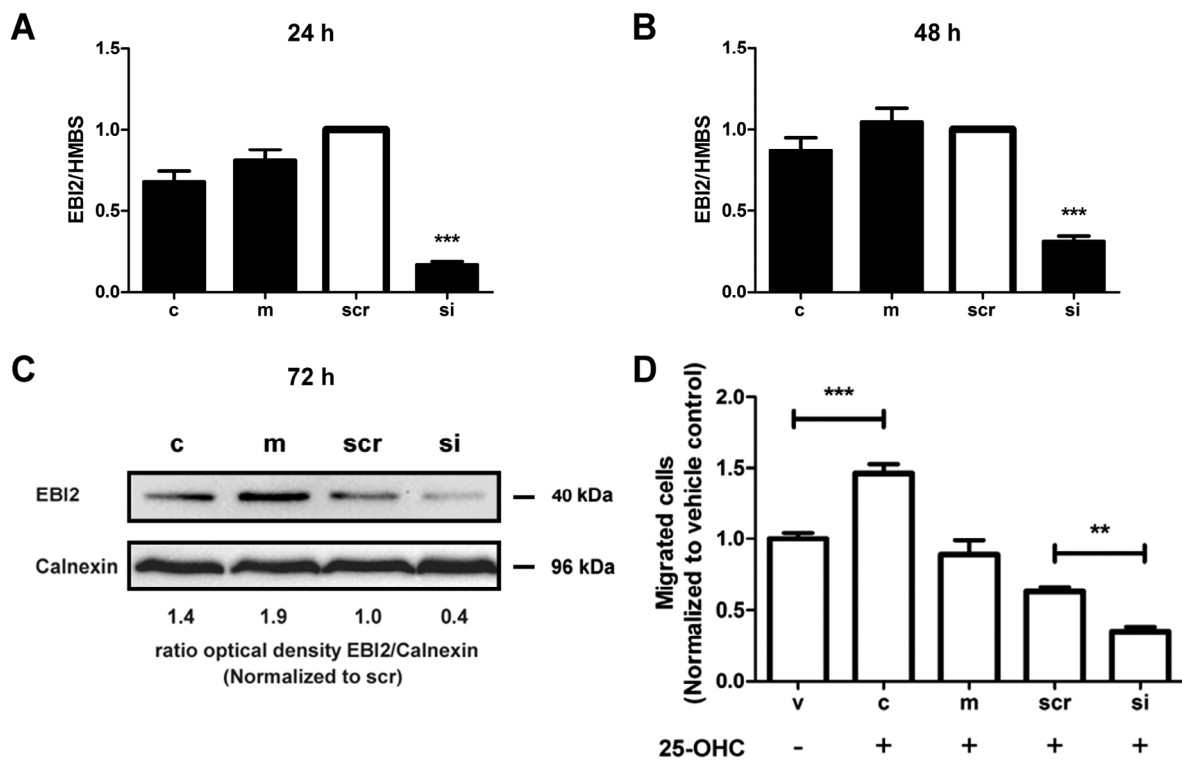 A
24 h
EBI2/HMBS
1.5
1.0
0.5
0.0
***
c m scr si
B
48 h
EBI2/HMBS
1.5
1.0
0.5
0.0
***
c m scr si
C
72 h
c m scr si
EBI2
40 kDa
Calnexin
96 kDa
1.4 1.9 1.0 0.4
ratio optical density EBI2/Calnexin
(Normalized to scr)
D
Migrated cells
(Normalized to vehicle control)
2.0
1.5
1.0
0.5
0.0
***
**
v c m scr si
25-OHC - + + + +